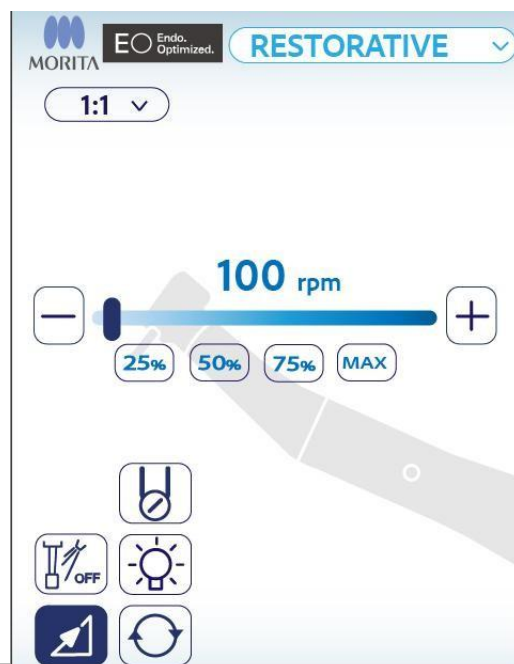 MORITA
EO Endo. Optimized.
RESTORATIVE
1:1
100 rpm
25% 50% 75% MAX
OFF